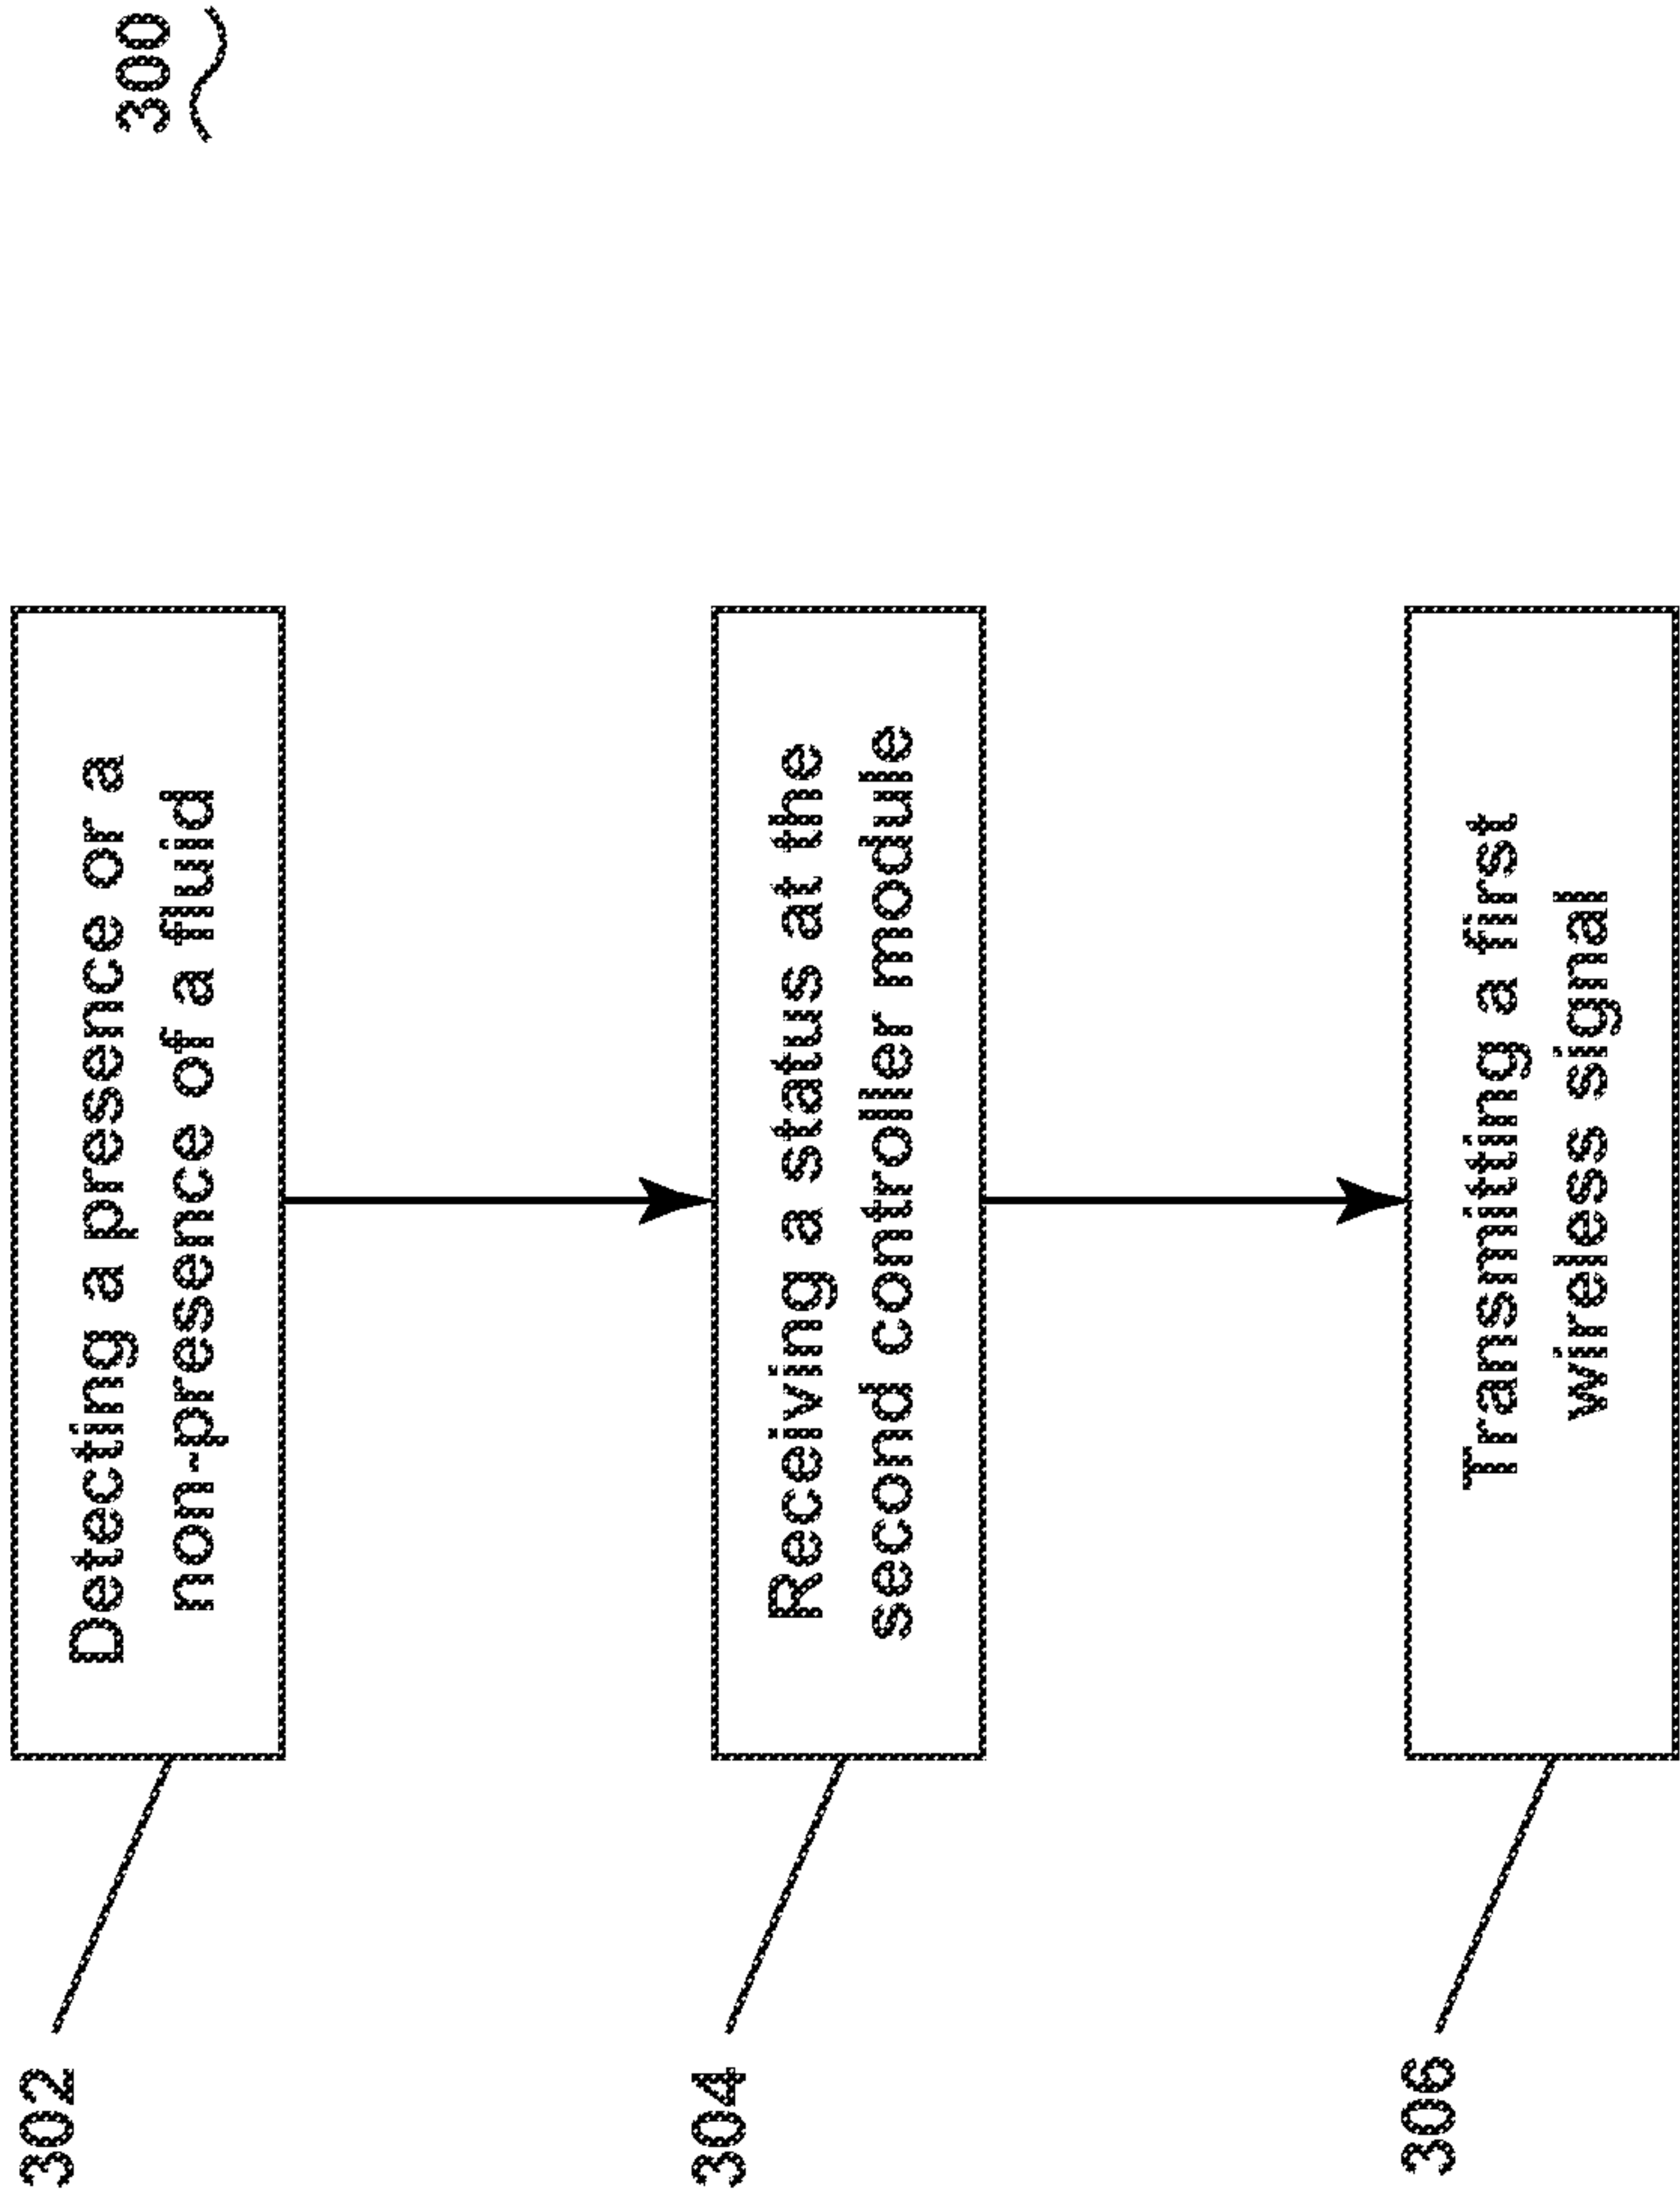 300
302
Detecting a presence or a
non-presence of a fluid
304
Receiving a status at the
second controller module
306
Transmitting a first
wireless signal